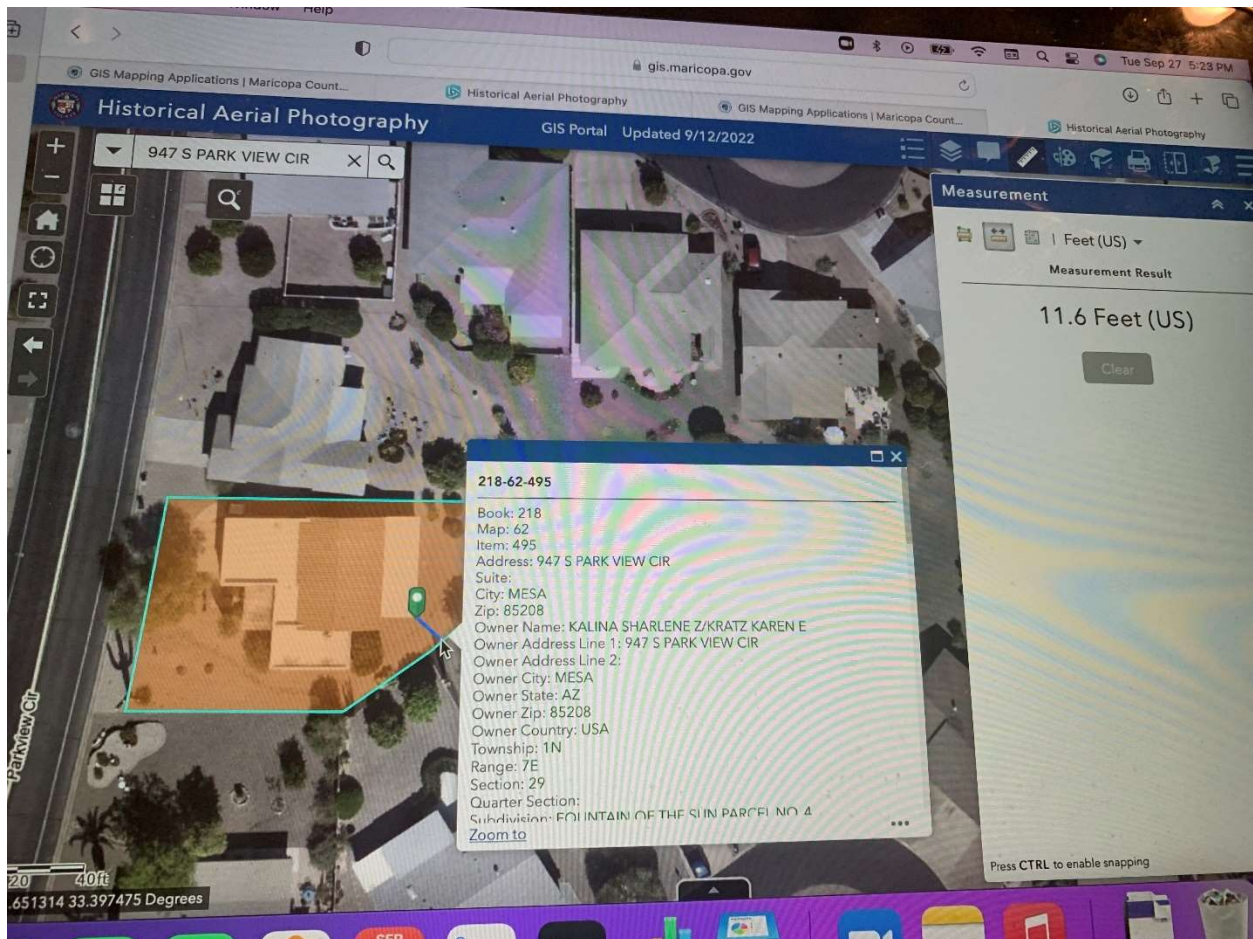 Window Help
Tue Sep 27 5:23 PM
gis.maricopa.gov
GIS Mapping Applications | Maricopa Count...
Historical Aerial Photography
GIS Mapping Applications | Maricopa Count...
Historical Aerial Photography
Historical Aerial Photography
GIS Portal Updated 9/12/2022
947 S PARK VIEW CIR
Measurement
| Feet (US)
Measurement Result
11.6 Feet (US)
Clear
218-62-495
Book: 218
Map: 62
Item: 495
Address: 947 S PARK VIEW CIR
Suite:
City: MESA
Zip: 85208
Owner Name: KALINA SHARLENE Z/KRATZ KAREN E
Owner Address Line 1: 947 S PARK VIEW CIR
Owner Address Line 2:
Owner City: MESA
Owner State: AZ
Owner Zip: 85208
Owner Country: USA
Township: 1N
Range: 7E
Section: 29
Quarter Section:
Subdivision: FOUNTAIN OF THE SUN PARCEL NO. 4
Zoom to
Parkview Cir
20 40ft
.651314 33.397475 Degrees
Press CTRL to enable snapping
SEP